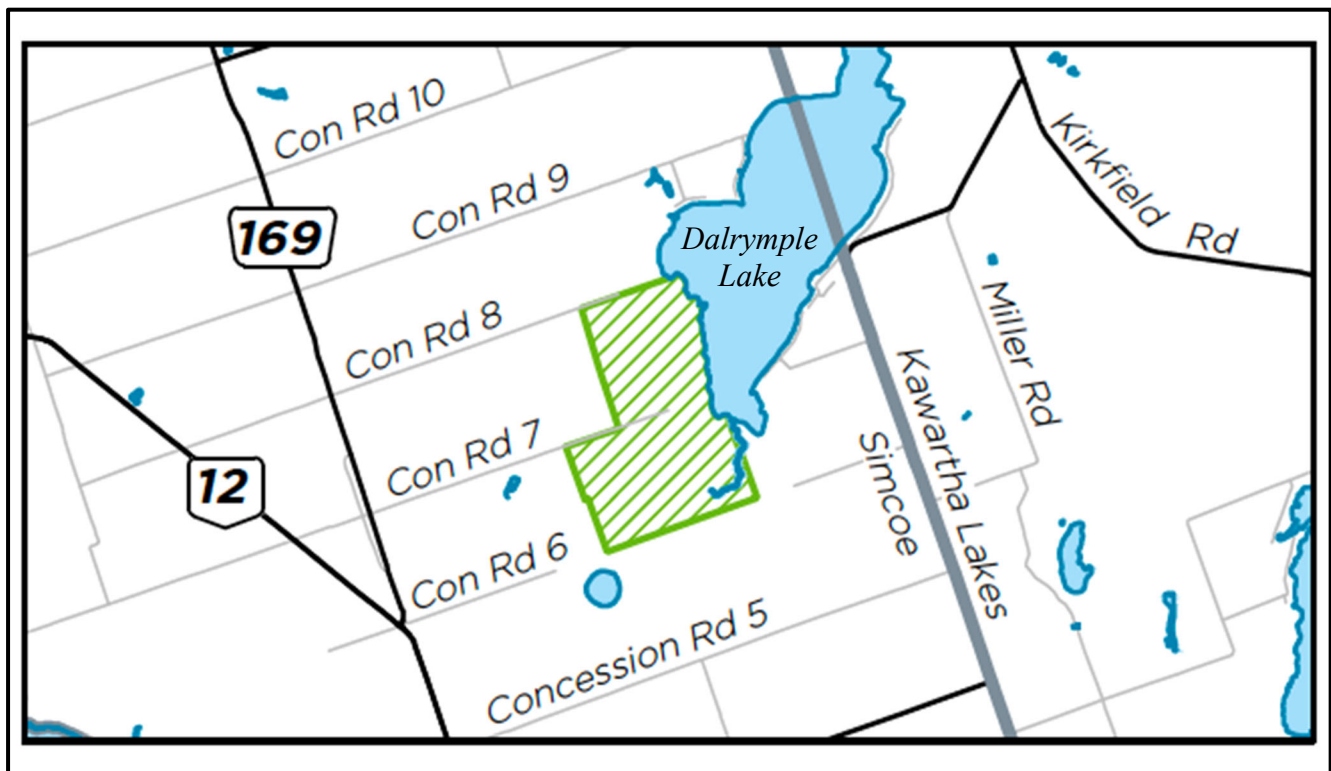 Con Rd 10
Kirkfield Rd
Con Rd 9
169
Dalrymple
Lake
Con Rd 8
Miller Rd
Kawartha Lakes
Simcoe
Con Rd 7
12
Con Rd 6
Concession Rd 5